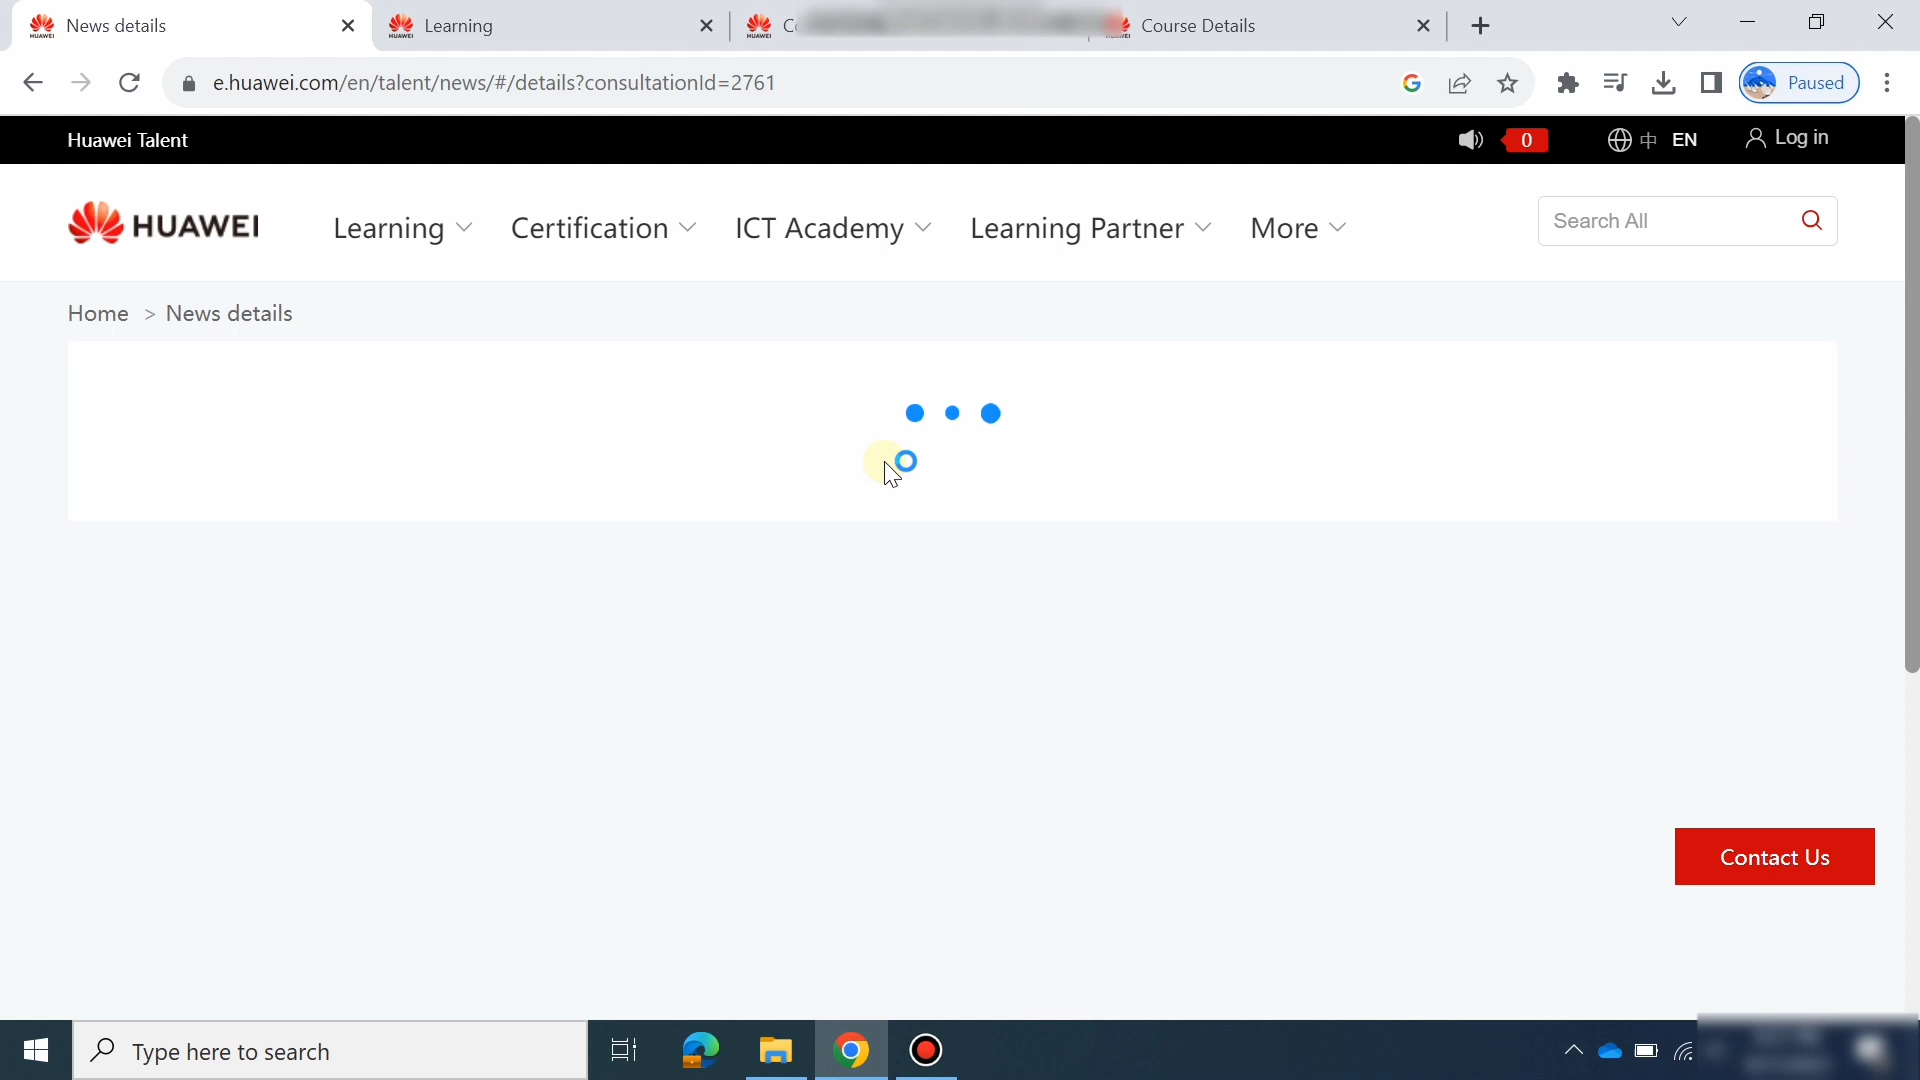 News details
Learning
Course Details
e.huawei.com/en/talent/news/#/details?consultationId=2761
Paused
Huawei Talent
0
中 EN
Log in
HUAWEI
Learning
Certification
ICT Academy
Learning Partner
More
Search All
Home > News details
Contact Us
Type here to search